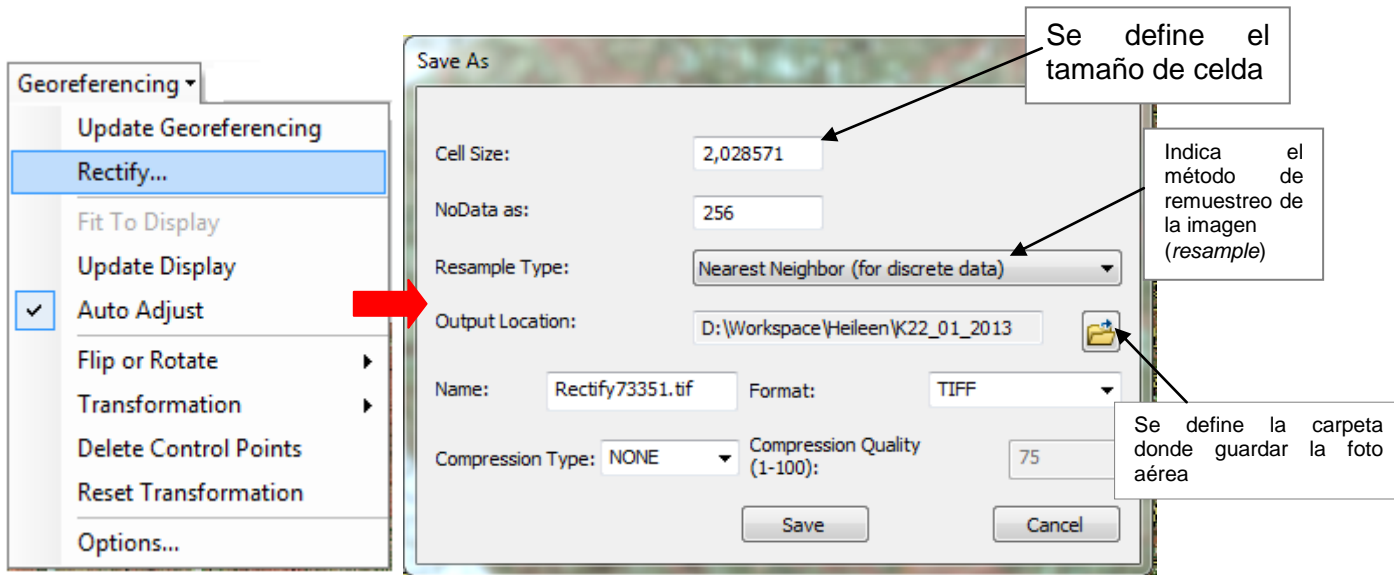 Georeferencing
Update Georeferencing
Rectify...
Fit To Display
Update Display
Auto Adjust
Flip or Rotate
Transformation
Delete Control Points
Reset Transformation
Options...
Save As
Cell Size:
2,028571
NoData as:
256
Resample Type:
Nearest Neighbor (for discrete data)
Output Location:
D:\Workspace\Heileen\K22_01_2013
Name:
Rectify73351.tif
Format:
TIFF
Compression Type:
NONE
Compression Quality
(1-100):
75
Save
Cancel
Se define el
tamaño de celda
Indica el
método de
remuestreo de
la imagen
(resample)
Se define la carpeta
donde guardar la foto
aérea